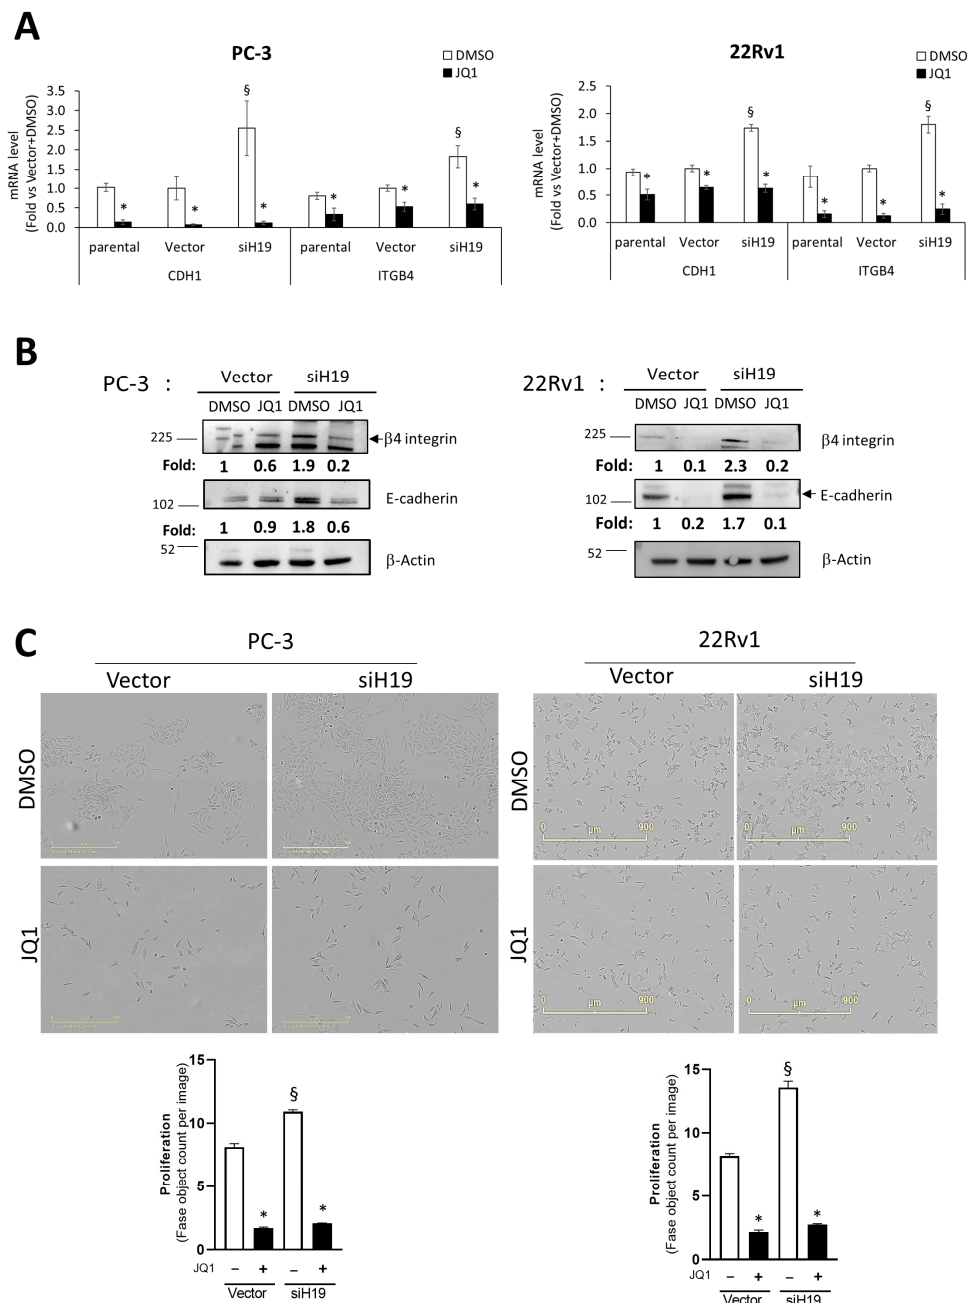 A
PC-3
DMSO
JQ1
mRNA level
(Fold vs Vector+DMSO)
3.5
3.0
2.5
2.0
1.5
1.0
0.5
0.0
§
§
* * * * * *
parental Vector siH19 parental Vector siH19
CDH1 ITGB4
22Rv1
DMSO
JQ1
mRNA level
(Fold vs Vector+DMSO)
2.5
2.0
1.5
1.0
0.5
0.0
§ §
* * * * * *
parental Vector siH19 parental Vector siH19
CDH1 ITGB4
B
PC-3 :
Vector siH19
DMSO JQ1 DMSO JQ1
225
β4 integrin
Fold: 1 0.6 1.9 0.2
102
E-cadherin
Fold: 1 0.9 1.8 0.6
52
β-Actin
22Rv1 :
Vector siH19
DMSO JQ1 DMSO JQ1
225
β4 integrin
Fold: 1 0.1 2.3 0.2
102
E-cadherin
Fold: 1 0.2 1.7 0.1
52
β-Actin
C
PC-3
Vector siH19
DMSO
JQ1
22Rv1
Vector siH19
DMSO
0 µm 900
0 µm 900
JQ1
0 µm 900
0 µm 900
Proliferation
(Fase object count per image)
15
10
5
0
§
* *
JQ1 – + – +
Vector siH19
Proliferation
(Fase object count per image)
15
10
5
0
§
* *
JQ1 – + – +
Vector siH19